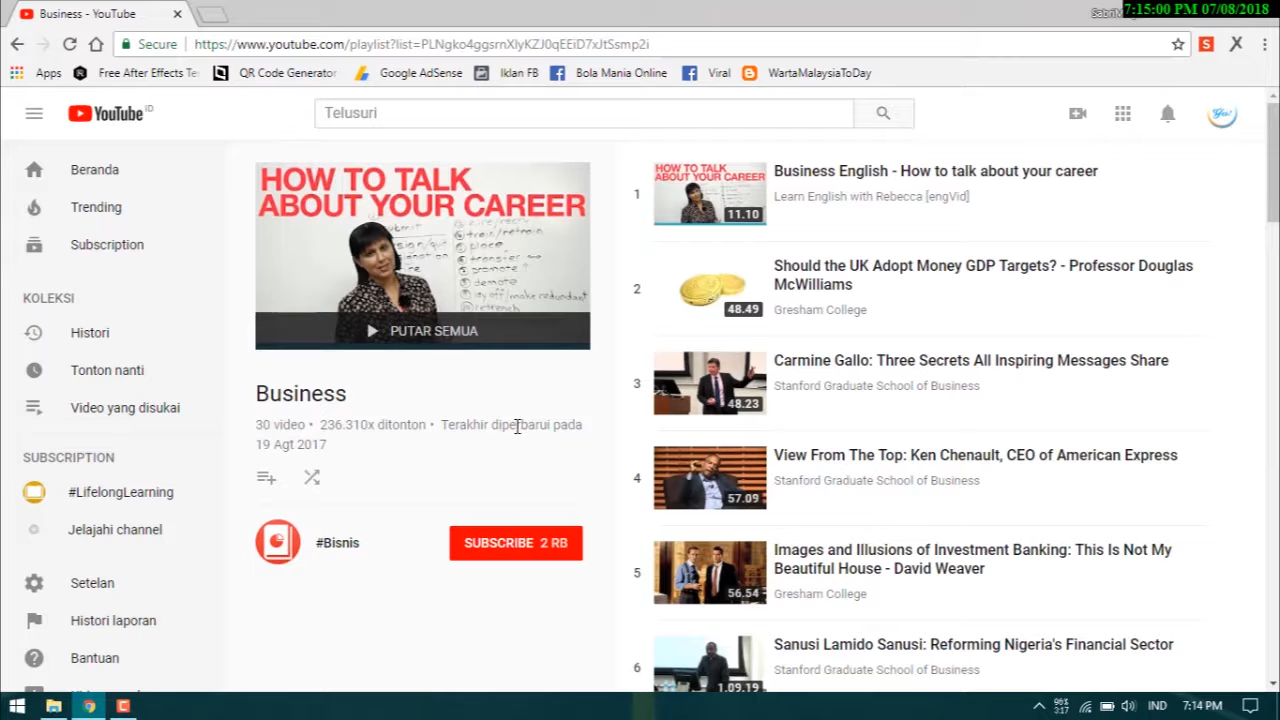 Business - YouTube
7:15:00 PM 07/08/2018
Secure
https://www.youtube.com/playlist?list=PLNgko4ggsrnXlyKZJ0qEEiD7xJtSsmp2i
Apps
Free After Effects Te
QR Code Generator
Google AdSense
Iklan FB
Bola Mania Online
Viral
WartaMalaysiaToday
YouTube ID
Telusuri
Beranda
Trending
Subscription
KOLEKSI
Histori
Tonton nanti
Video yang disukai
SUBSCRIPTION
#LifelongLearning
Jelajahi channel
Setelan
Histori laporan
Bantuan
HOW TO TALK
ABOUT YOUR CAREER
PUTAR SEMUA
Business
30 video • 236.310x ditonton • Terakhir diperbarui pada
19 Agt 2017
#Bisnis
SUBSCRIBE 2 RB
1
HOW TO TALK
ABOUT YOUR CAREER
11.10
Business English - How to talk about your career
Learn English with Rebecca [engVid]
2
48.49
Should the UK Adopt Money GDP Targets? - Professor Douglas
McWilliams
Gresham College
3
48.23
Carmine Gallo: Three Secrets All Inspiring Messages Share
Stanford Graduate School of Business
4
57.09
View From The Top: Ken Chenault, CEO of American Express
Stanford Graduate School of Business
5
56.54
Images and Illusions of Investment Banking: This Is Not My
Beautiful House - David Weaver
Gresham College
6
1.09.19
Sanusi Lamido Sanusi: Reforming Nigeria's Financial Sector
Stanford Graduate School of Business
96%
3:17
IND
7:14 PM